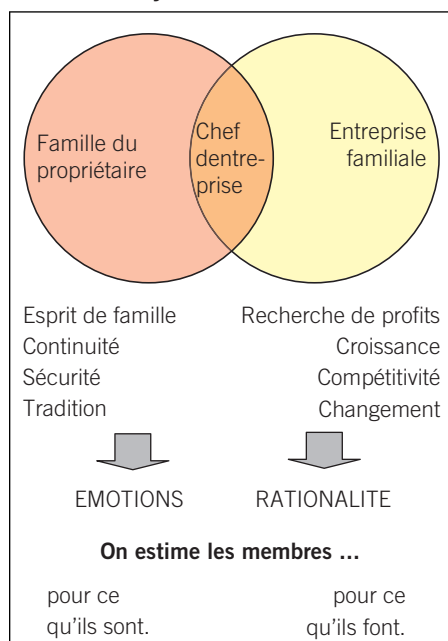 Famille du
propriétaire
Chef
dentre-
prise
Entreprise
familiale
Esprit de famille
Continuité
Sécurité
Tradition
Recherche de profits
Croissance
Compétitivité
Changement
EMOTIONS
RATIONALITE
On estime les membres ...
pour ce
qu'ils sont.
pour ce
qu'ils font.